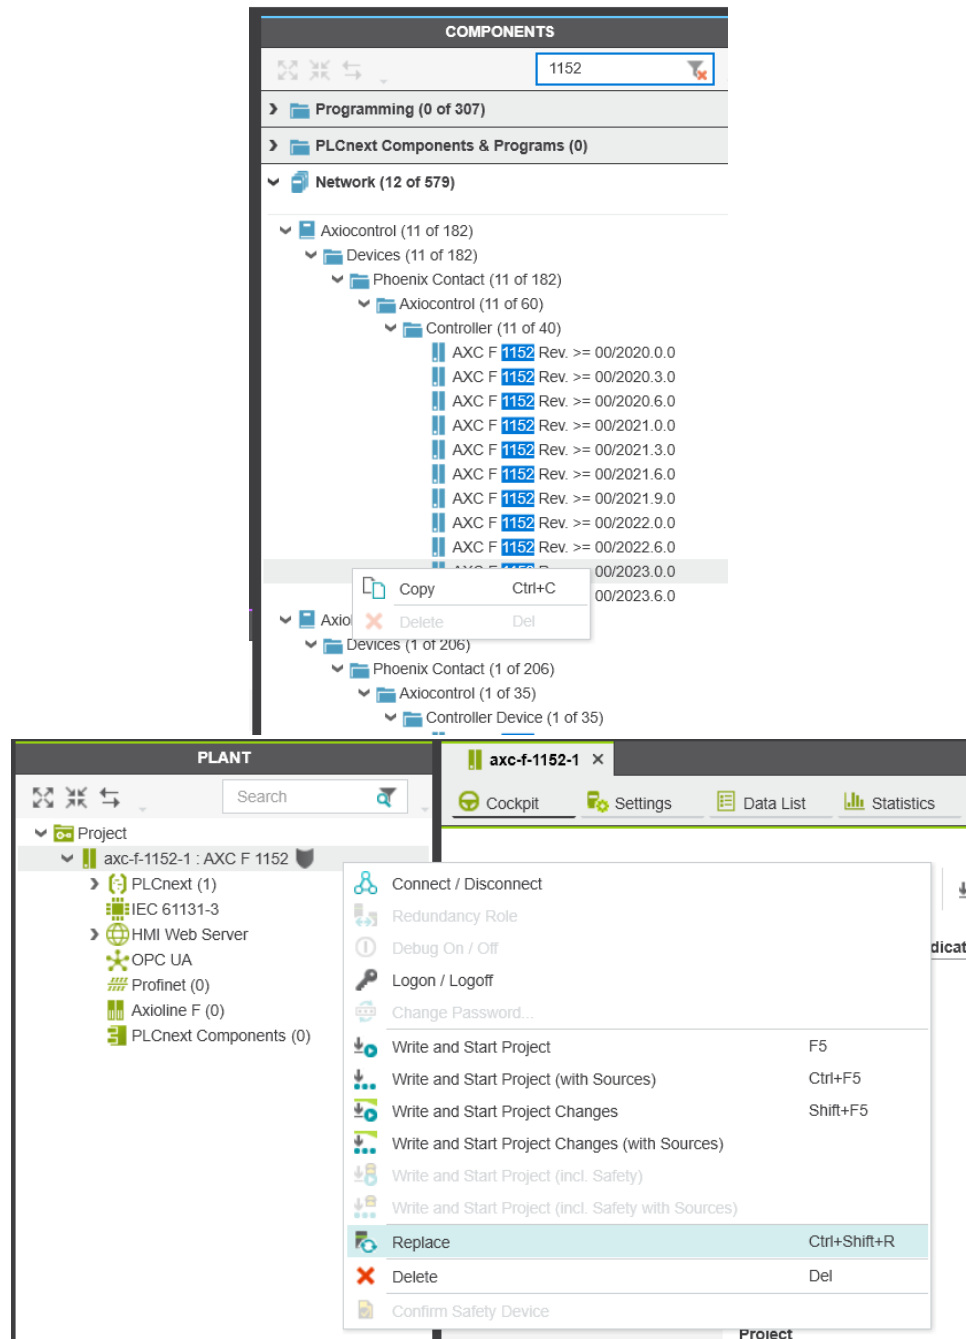 COMPONENTS
1152
Programming (0 of 307)
PLCnext Components & Programs (0)
Network (12 of 579)
Axiocontrol (11 of 182)
Devices (11 of 182)
Phoenix Contact (11 of 182)
Axiocontrol (11 of 60)
Controller (11 of 40)
AXC F 1152 Rev. >= 00/2020.0.0
AXC F 1152 Rev. >= 00/2020.3.0
AXC F 1152 Rev. >= 00/2020.6.0
AXC F 1152 Rev. >= 00/2021.0.0
AXC F 1152 Rev. >= 00/2021.3.0
AXC F 1152 Rev. >= 00/2021.6.0
AXC F 1152 Rev. >= 00/2021.9.0
AXC F 1152 Rev. >= 00/2022.0.0
AXC F 1152 Rev. >= 00/2022.6.0
00/2023.0.0
Copy Ctrl+C
00/2023.6.0
Axio
Delete Del
Devices (1 of 206)
Phoenix Contact (1 of 206)
Axiocontrol (1 of 35)
Controller Device (1 of 35)
PLANT
Search
Project
axc-f-1152-1 : AXC F 1152
PLCnext (1)
IEC 61131-3
HMI Web Server
OPC UA
Profinet (0)
Axioline F (0)
PLCnext Components (0)
axc-f-1152-1
Cockpit
Settings
Data List
Statistics
Connect / Disconnect
Redundancy Role
Debug On / Off
dicat
Logon / Logoff
Change Password...
Write and Start Project F5
Write and Start Project (with Sources) Ctrl+F5
Write and Start Project Changes Shift+F5
Write and Start Project Changes (with Sources)
Write and Start Project (incl. Safety)
Write and Start Project (incl. Safety with Sources)
Replace Ctrl+Shift+R
Delete Del
Confirm Safety Device
Project